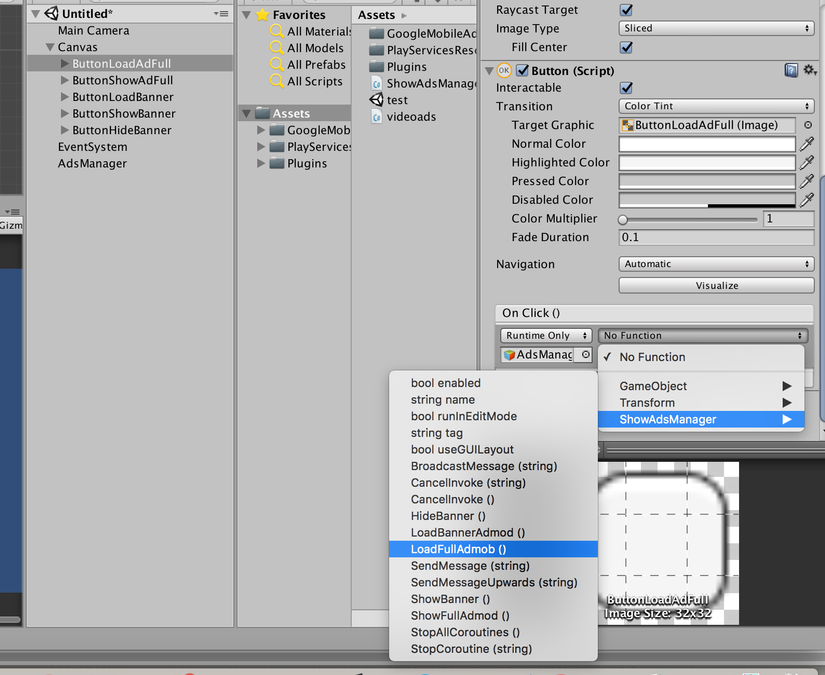 Untitled*
Main Camera
Canvas
ButtonLoadAdFull
ButtonShowAdFull
ButtonLoadBanner
ButtonShowBanner
ButtonHideBanner
EventSystem
AdsManager
Gizm
Favorites
All Materials
All Models
All Prefabs
All Scripts
Assets
GoogleMob
PlayServices
Plugins
Assets
GoogleMobileAd
PlayServicesRes
Plugins
ShowAdsManag
test
videoads
Raycast Target
Image Type Sliced
Fill Center
OK Button (Script)
Interactable
Transition Color Tint
Target Graphic ButtonLoadAdFull (Image)
Normal Color
Highlighted Color
Pressed Color
Disabled Color
Color Multiplier 1
Fade Duration 0.1
Navigation Automatic
Visualize
On Click ()
Runtime Only No Function
AdsManag
No Function
GameObject
Transform
ShowAdsManager
bool enabled
string name
bool runInEditMode
string tag
bool useGUILayout
BroadcastMessage (string)
CancelInvoke (string)
CancelInvoke ()
HideBanner ()
LoadBannerAdmod ()
LoadFullAdmob ()
SendMessage (string)
SendMessageUpwards (string)
ShowBanner ()
ShowFullAdmod ()
StopAllCoroutines ()
StopCoroutine (string)
ButtonLoadAdFull
Image Size: 32x32